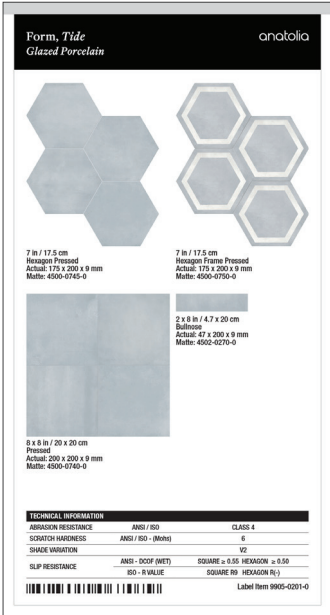 Form, Tide
Glazed Porcelain
anatolia
7 in / 17.5 cm
Hexagon Pressed
Actual: 175 x 200 x 9 mm
Matte: 4500-0745-0
7 in / 17.5 cm
Hexagon Frame Pressed
Actual: 175 x 200 x 9 mm
Matte: 4500-0750-0
2 x 8 in / 4.7 x 20 cm
Bullnose
Actual: 47 x 200 x 9 mm
Matte: 4502-0270-0
8 x 8 in / 20 x 20 cm
Pressed
Actual: 200 x 200 x 9 mm
Matte: 4500-0740-0
TECHNICAL INFORMATION
ABRASION RESISTANCE ANSI / ISO CLASS 4
SCRATCH HARDNESS ANSI / ISO - (Mohs) 6
SHADE VARIATION V2
SLIP RESISTANCE ANSI - DCOF (WET) SQUARE ≥ 0.55 HEXAGON ≥ 0.50
ISO - R VALUE SQUARE R9 HEXAGON R(-)
Label Item 9905-0201-0